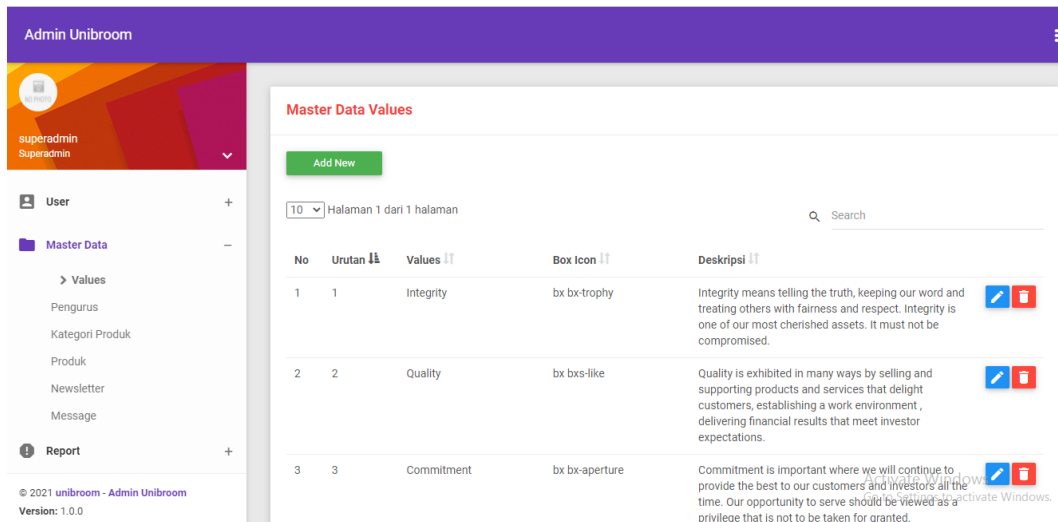 Admin Unibroom
NO PHOTO
superadmin
Superadmin
User
Master Data
Values
Pengurus
Kategori Produk
Produk
Newsletter
Message
Report
© 2021 unibroom - Admin Unibroom
Version: 1.0.0
Master Data Values
Add New
10 Halaman 1 dari 1 halaman
Search
No Urutan Values Box Icon Deskripsi
1 1 Integrity bx bx-trophy Integrity means telling the truth, keeping our word and
treating others with fairness and respect. Integrity is
one of our most cherished assets. It must not be
compromised.
2 2 Quality bx bxs-like Quality is exhibited in many ways by selling and
supporting products and services that delight
customers, establishing a work environment ,
delivering financial results that meet investor
expectations.
3 3 Commitment bx bx-aperture Commitment is important where we will continue to
provide the best to our customers and investors all the
time. Our opportunity to serve should be viewed as a
privilege that is not to be taken for granted.
Activate Windows
Go to Settings to activate Windows.